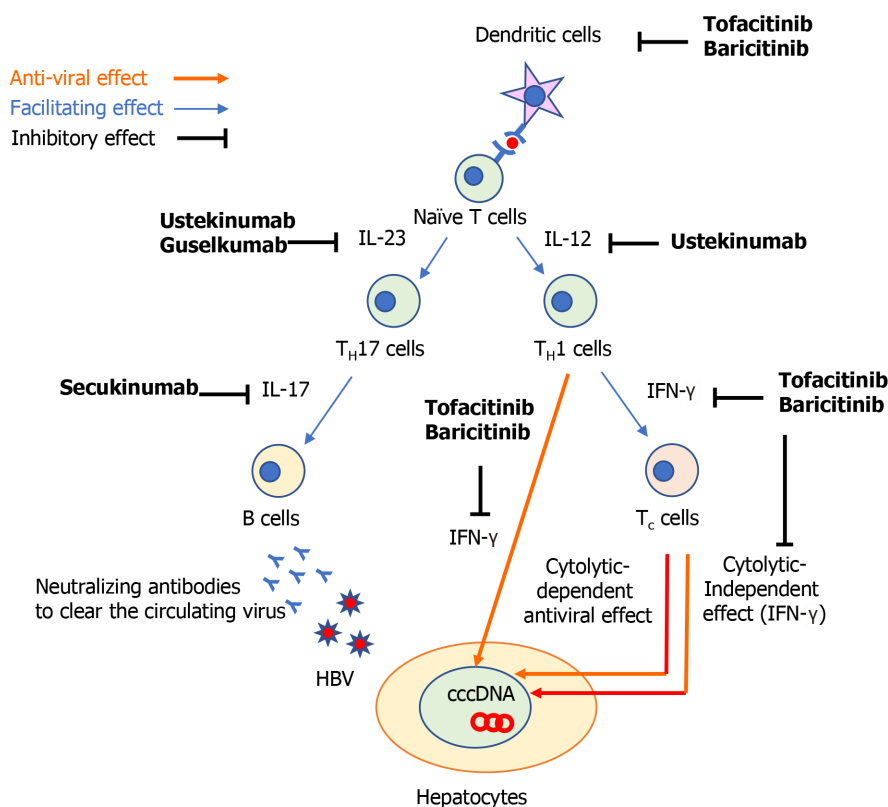 Tofacitinib
Baricitinib
Dendritic cells
Anti-viral effect
Facilitating effect
Inhibitory effect
Naïve T cells
Ustekinumab
Guselkumab
IL-23
IL-12
Ustekinumab
TH17 cells
TH1 cells
Secukinumab
IL-17
Tofacitinib
Baricitinib
IFN-γ
Tofacitinib
Baricitinib
B cells
IFN-γ
Tc cells
Neutralizing antibodies
to clear the circulating virus
HBV
Cytolytic-
dependent
antiviral effect
Cytolytic-
Independent
effect (IFN-γ)
cccDNA
Hepatocytes